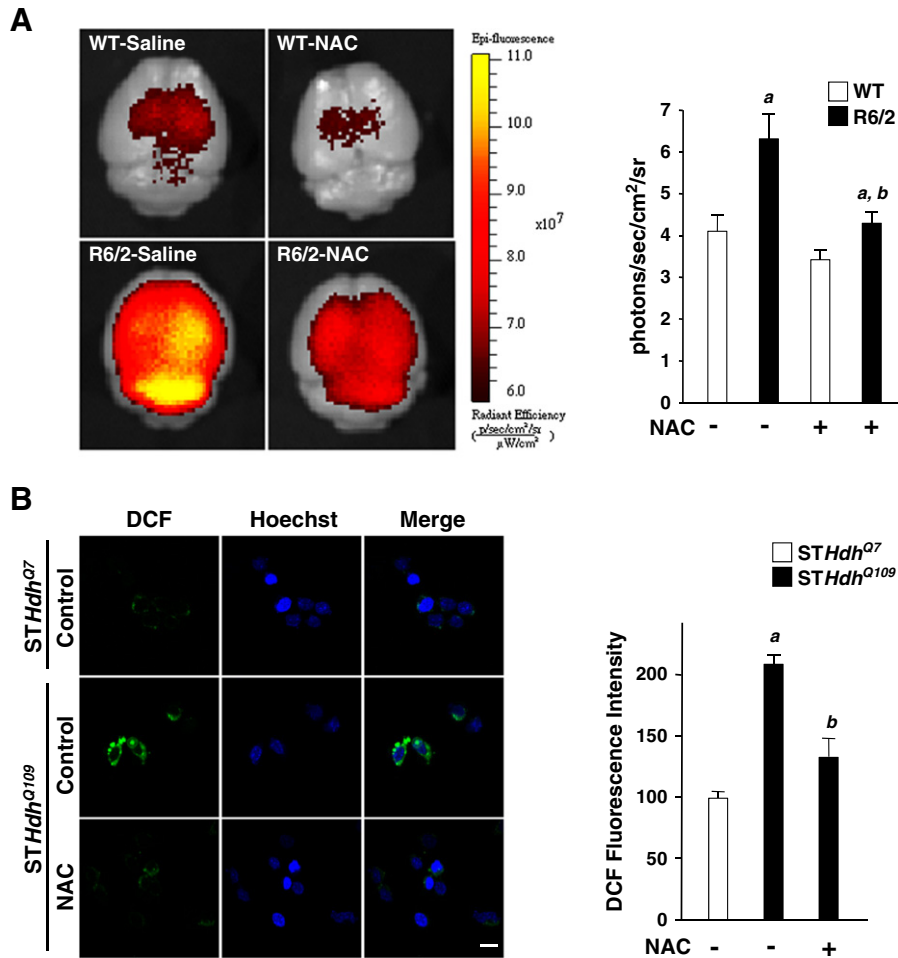 A
WT-Saline
WT-NAC
R6/2-Saline
R6/2-NAC
Epi-fluorescence
11.0
10.0
9.0
x10⁷
8.0
7.0
6.0
Radiant Efficiency
(p/sec/cm²/sr
µW/cm²)
WT
R6/2
photons/sec/cm²/sr
7
6
5
4
3
2
1
0
a
a, b
NAC - - + +
B
DCF Hoechst Merge
STHdhQ7
Control
STHdhQ109
Control
NAC
STHdhQ7
STHdhQ109
DCF Fluorescence Intensity
200
150
100
50
0
a
b
NAC - - +